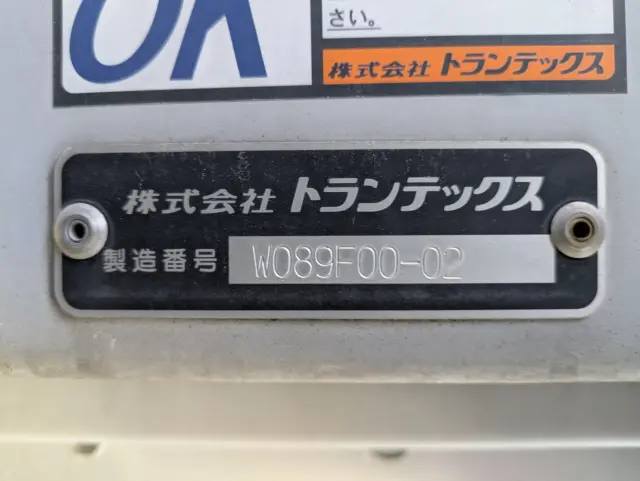 OK
さい。
株式会社 トランテックス
株式会社 トランテックス
製造番号 W089F00-02